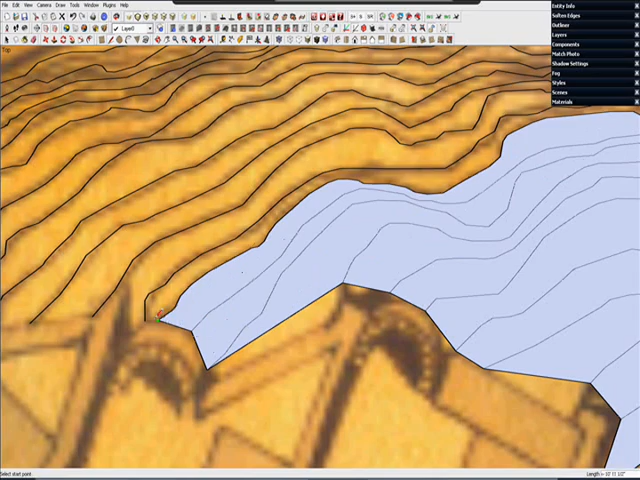 File Edit View Camera Draw Tools Window Plugins Help
Layer0
Top
Entity Info
Soften Edges
Outliner
Layers
Components
Match Photo
Shadow Settings
Fog
Styles
Scenes
Materials
Select start point.